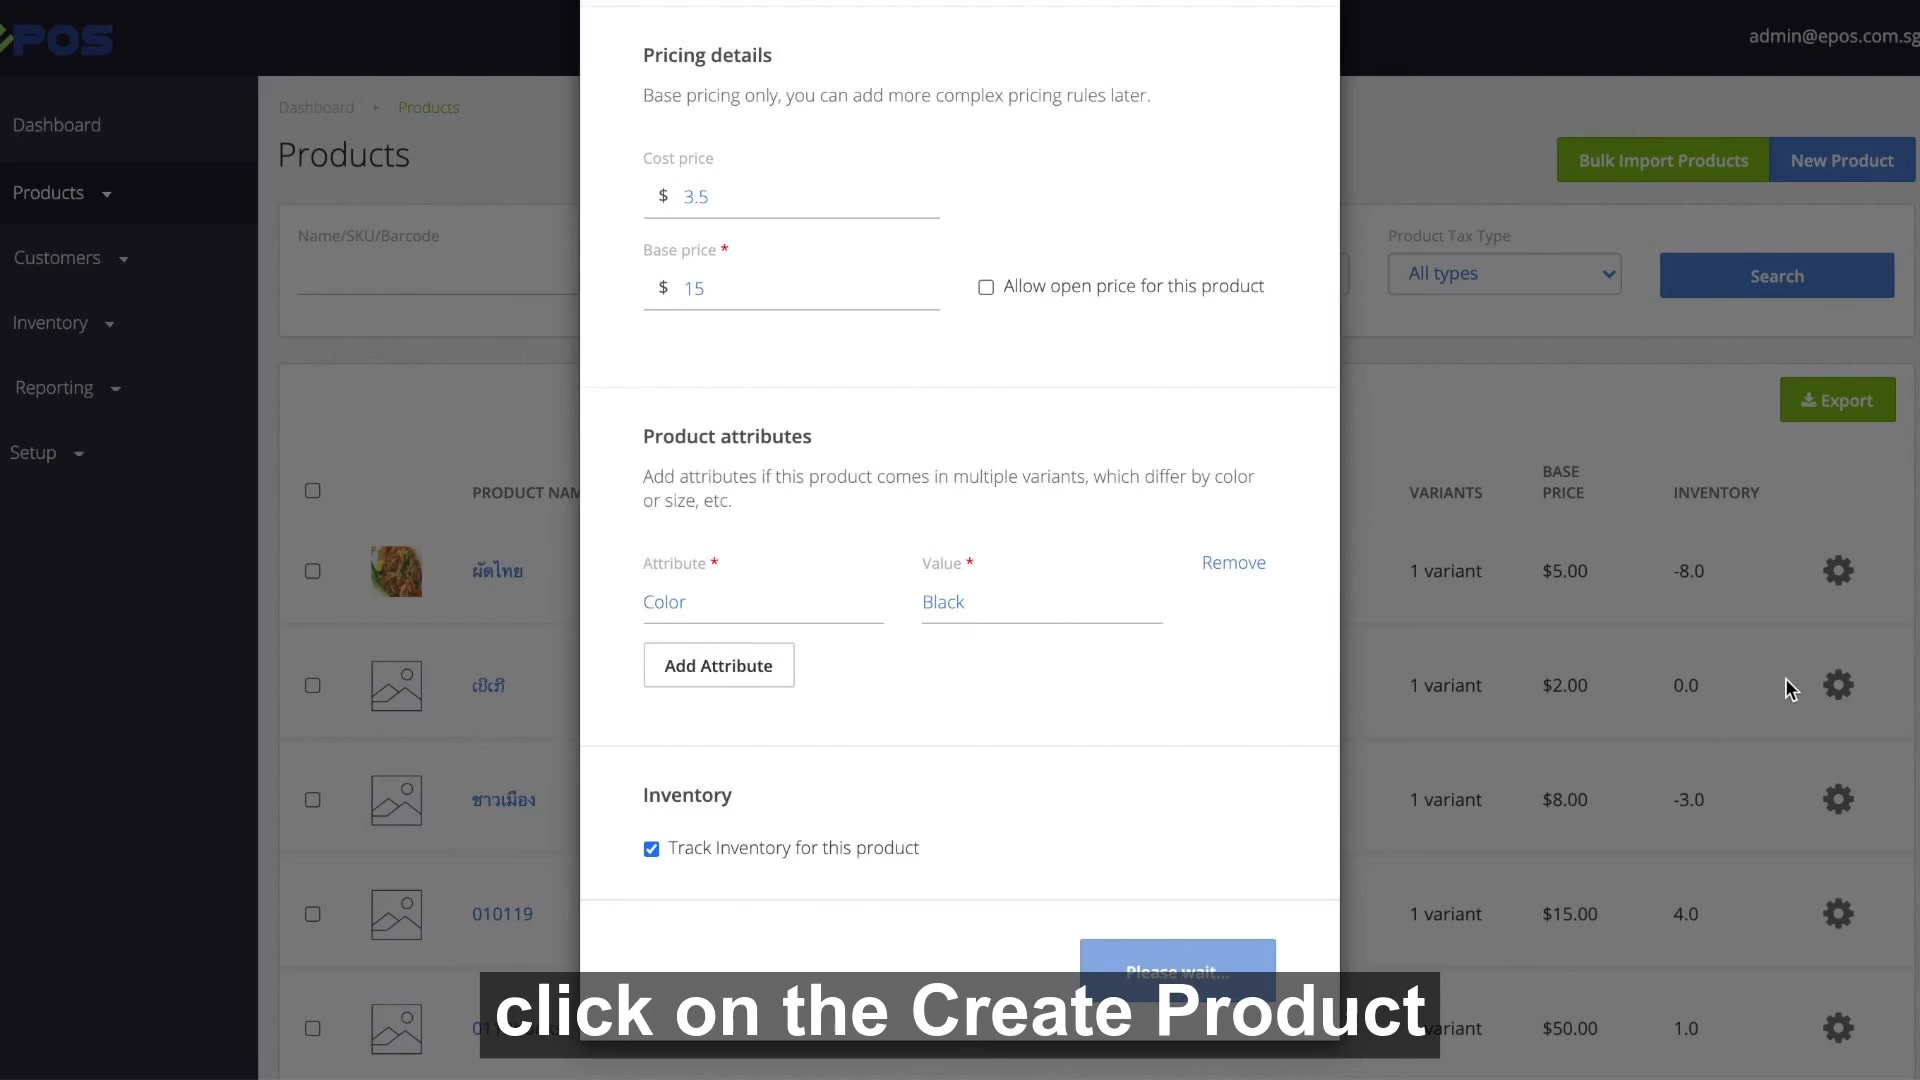 EPOS
admin@epos.com.sg
Dashboard
Products
Customers
Inventory
Reporting
Setup
Dashboard ▸ Products
Products
Bulk Import Products
New Product
Name/SKU/Barcode
Product Tax Type
All types
Search
Export
PRODUCT NAM
VARIANTS
BASE
PRICE
INVENTORY
ผัดไทย
1 variant $5.00 -8.0
ເບີເກີ
1 variant $2.00 0.0
ชาวเมือง
1 variant $8.00 -3.0
010119
1 variant $15.00 4.0
variant $50.00 1.0
Pricing details
Base pricing only, you can add more complex pricing rules later.
Cost price
$ 3.5
Base price *
$ 15
Allow open price for this product
Product attributes
Add attributes if this product comes in multiple variants, which differ by color
or size, etc.
Attribute * Value * Remove
Color Black
Add Attribute
Inventory
Track Inventory for this product
Please wait...
click on the Create Product